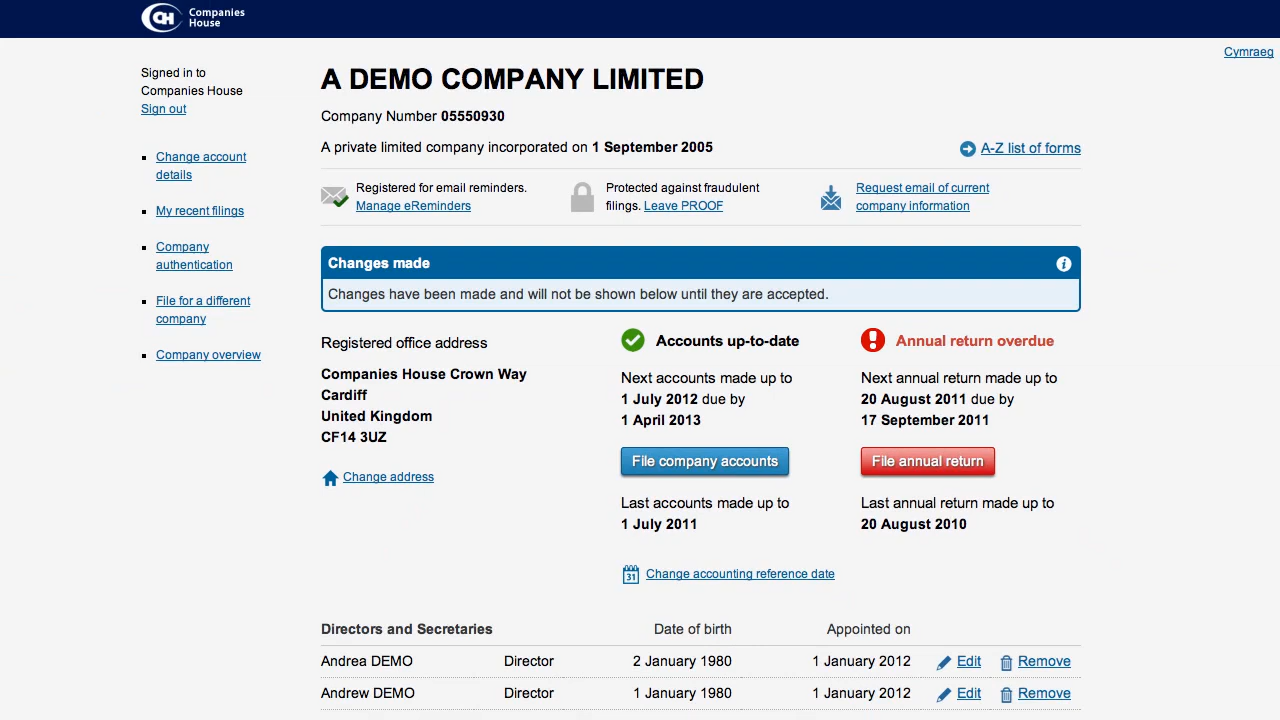 CH Companies
House
Cymraeg
Signed in to
Companies House
Sign out
Change account
details
My recent filings
Company
authentication
File for a different
company
Company overview
A DEMO COMPANY LIMITED
Company Number 05550930
A private limited company incorporated on 1 September 2005
A-Z list of forms
Registered for email reminders.
Manage eReminders
Protected against fraudulent
filings. Leave PROOF
Request email of current
company information
Changes made
i
Changes have been made and will not be shown below until they are accepted.
Registered office address
Companies House Crown Way
Cardiff
United Kingdom
CF14 3UZ
Change address
Accounts up-to-date
Next accounts made up to
1 July 2012 due by
1 April 2013
File company accounts
Last accounts made up to
1 July 2011
31 Change accounting reference date
Annual return overdue
Next annual return made up to
20 August 2011 due by
17 September 2011
File annual return
Last annual return made up to
20 August 2010
Directors and Secretaries Date of birth Appointed on
Andrea DEMO Director 2 January 1980 1 January 2012 Edit Remove
Andrew DEMO Director 1 January 1980 1 January 2012 Edit Remove